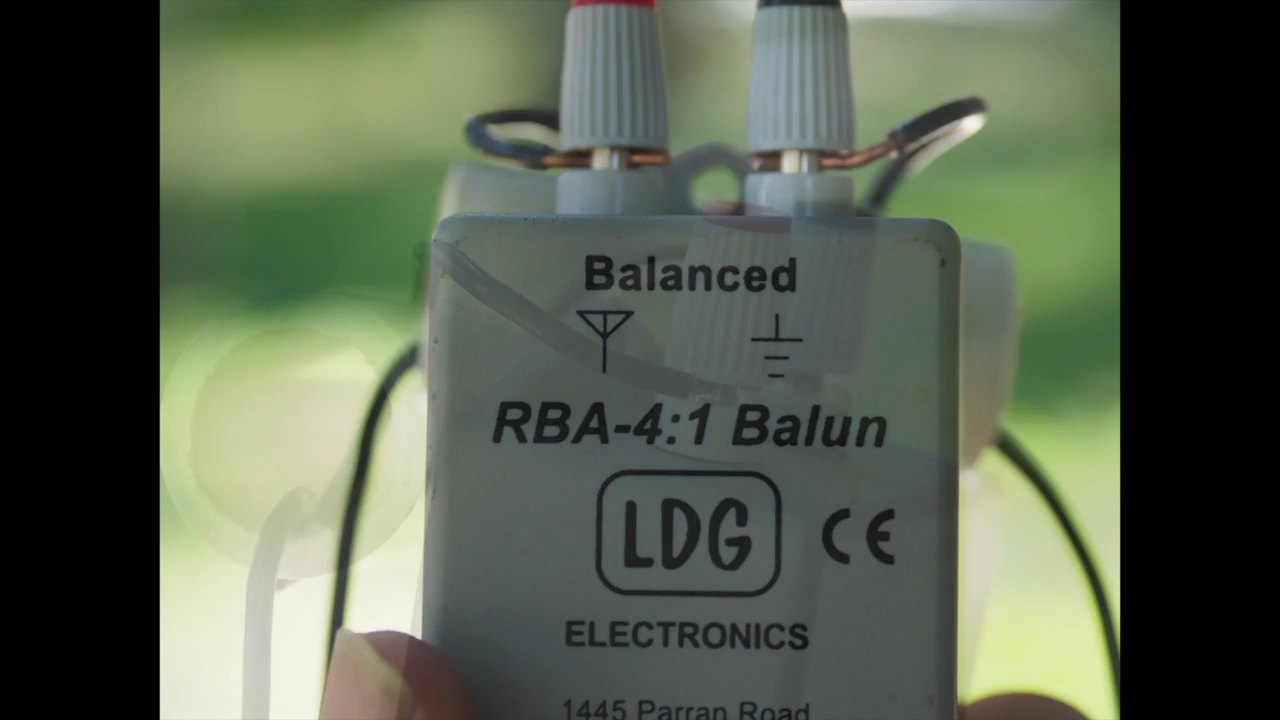 Balanced
RBA-4:1 Balun
LDG CE
ELECTRONICS
1445 Parran Road